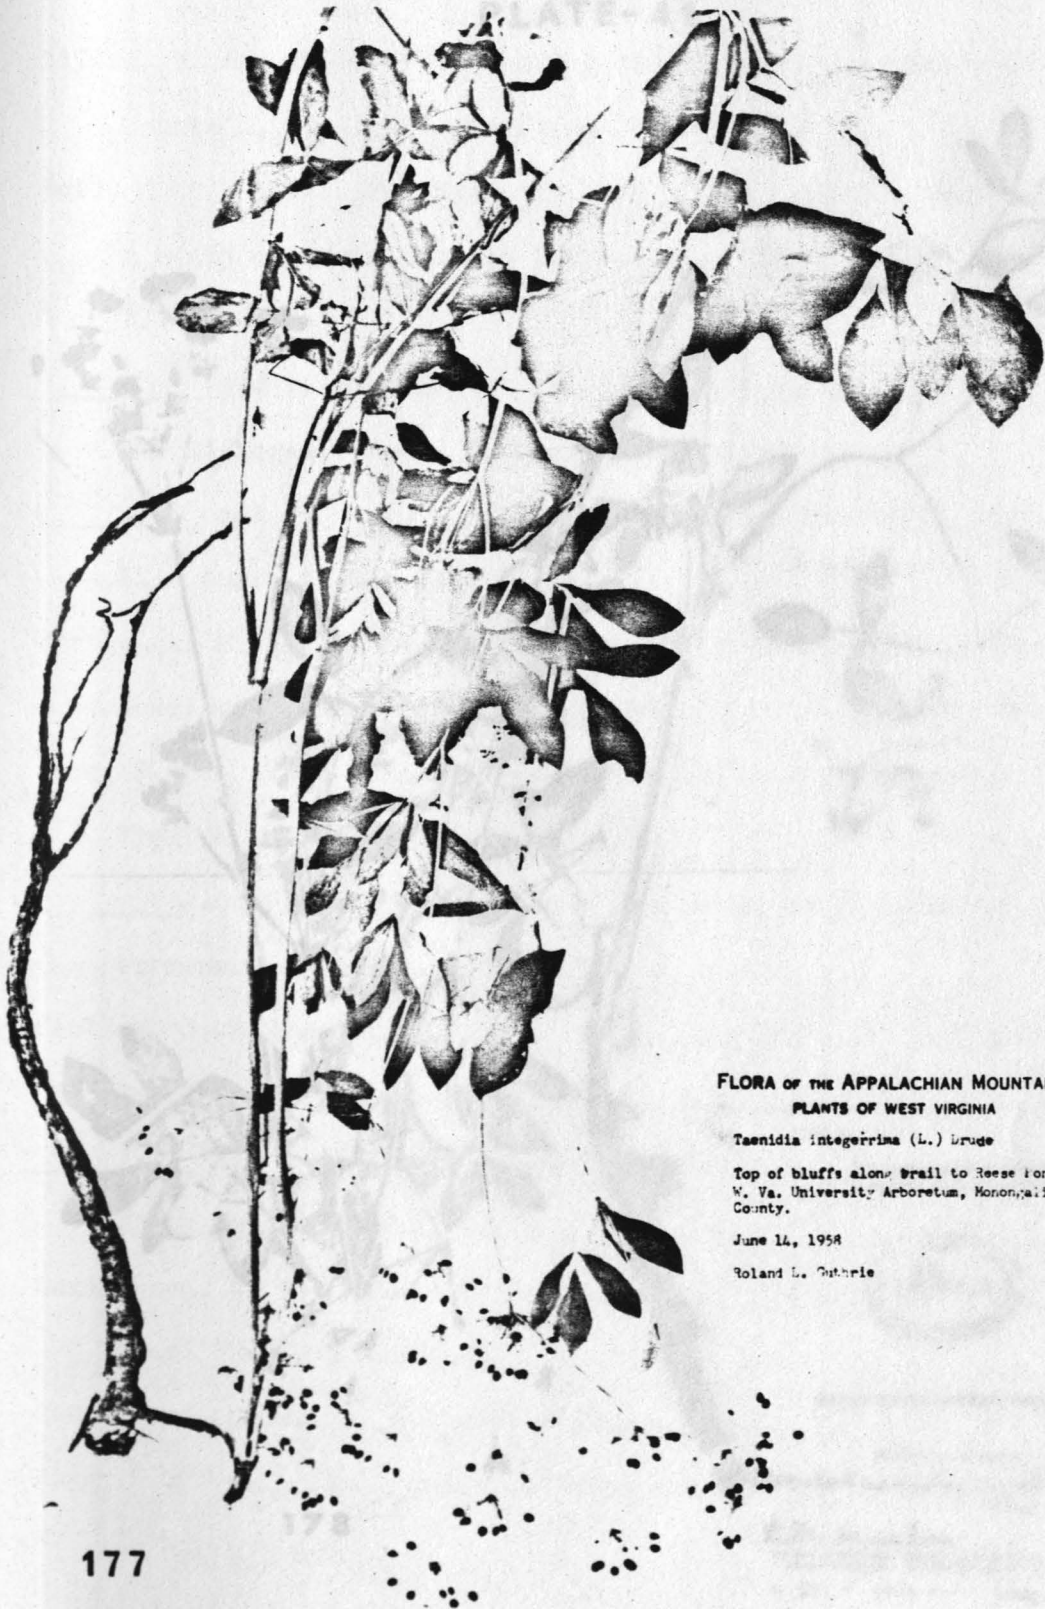 FLORA OF THE APPALACHIAN
PLANTS OF WEST VIRGINIA
Taenidia integerrima (L.) Drude
Top of bluffs along trail to Reese
W. Va. University Arboretum,
County.
June 14, 1958
Roland L. Guthrie
177